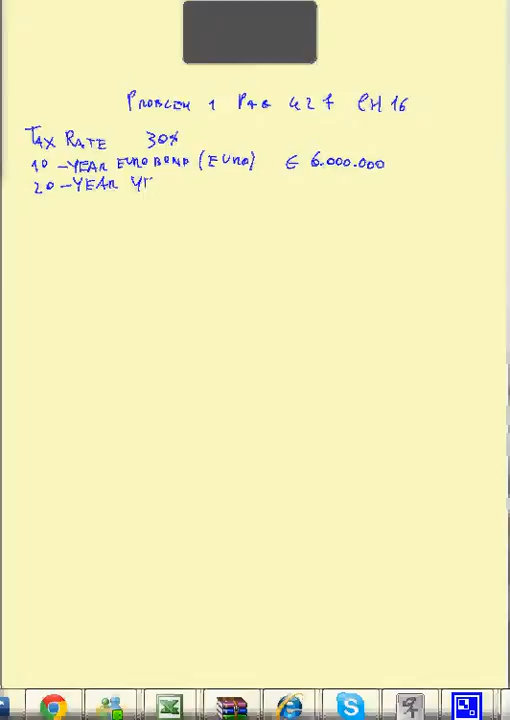 PROBLEM 1 PAG 427 CH 16
TAX RATE 30%
10-YEAR EUROBOND (EURO) € 6.000.000
20-YEAR